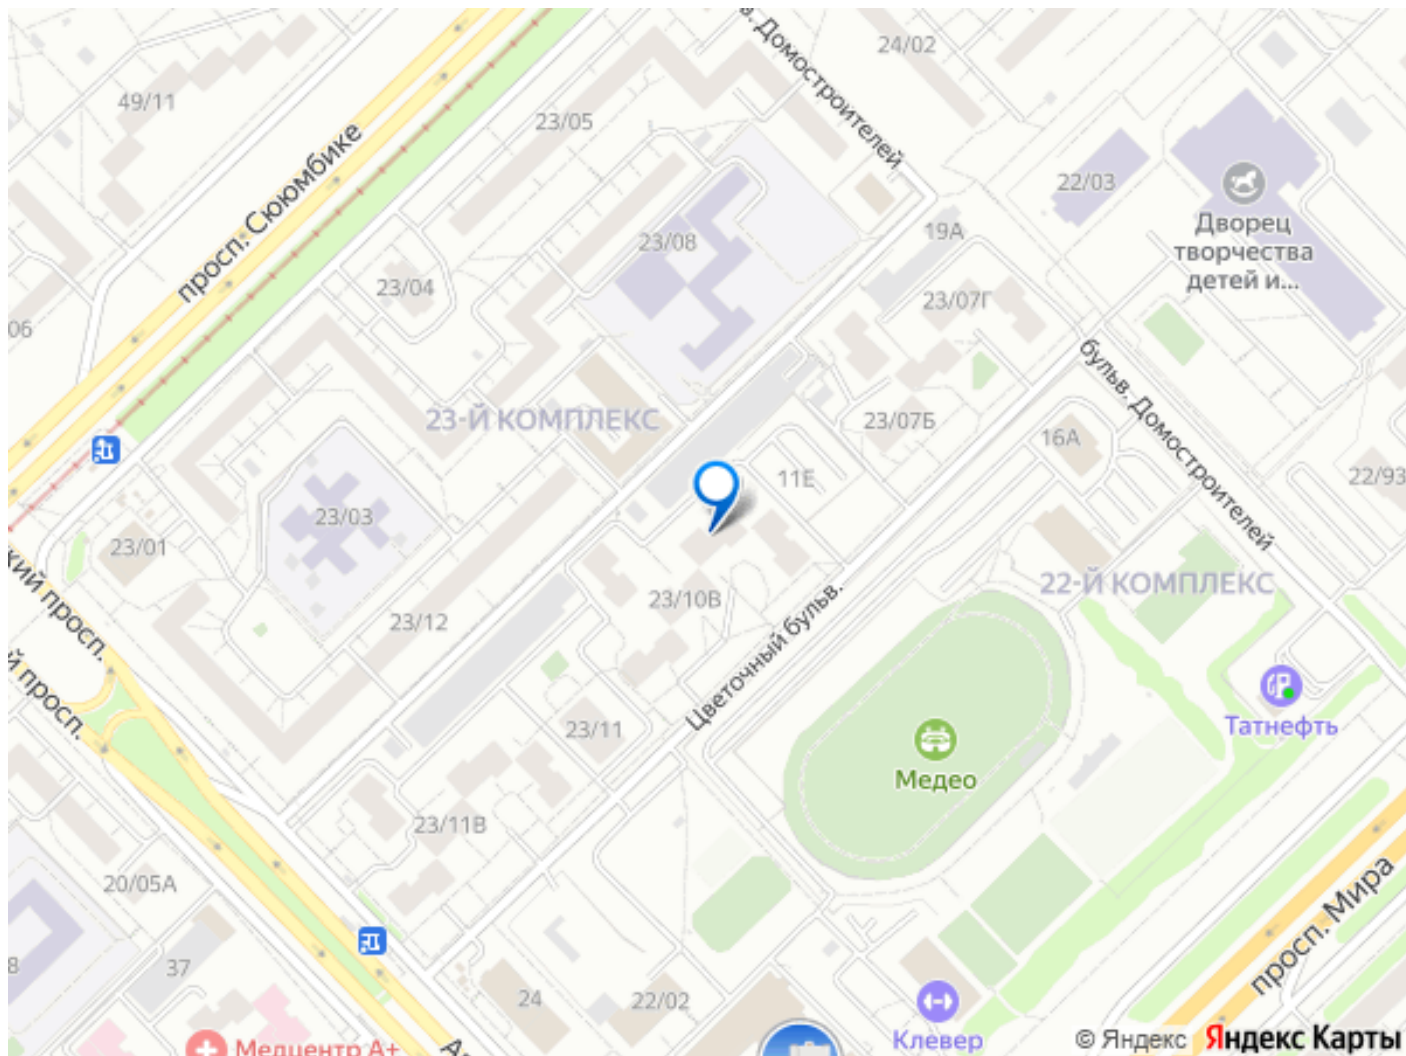 в. Домостроителей
24/02
49/11
23/05
просп. Сююмбике
22/03
Дворец
творчества
детей и...
19А
23/08
23/04
23/07Г
06
бульв. Домостроителей
23-Й КОМПЛЕКС
23/07Б
16А
22/93
11Е
23/03
23/01
кий просп.
й просп.
22-Й КОМПЛЕКС
23/10В
23/12
Цветочный бульв.
Татнефть
23/11
Медео
23/11В
20/05А
просп. Мира
37
8
24
22/02
Клевер
Медцентр А+
© Яндекс Яндекс Карты